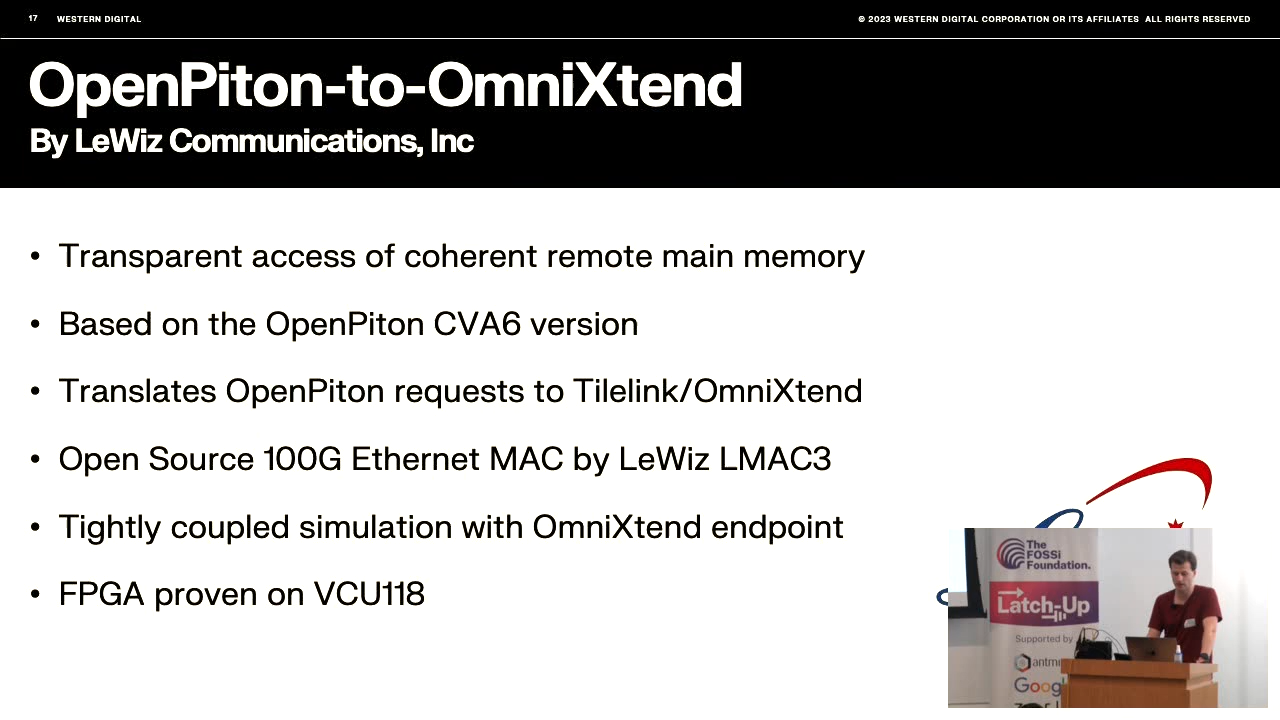 17 WESTERN DIGITAL © 2023 WESTERN DIGITAL CORPORATION OR ITS AFFILIATES ALL RIGHTS RESERVED
OpenPiton-to-OmniXtend
By LeWiz Communications, Inc
• Transparent access of coherent remote main memory
• Based on the OpenPiton CVA6 version
• Translates OpenPiton requests to Tilelink/OmniXtend
• Open Source 100G Ethernet MAC by LeWiz LMAC3
• Tightly coupled simulation with OmniXtend endpoint
• FPGA proven on VCU118
The
FOSSi
Foundation.
Latch-Up
Supported by